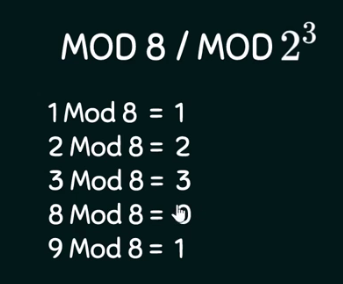 MOD 8 / MOD 2³
1 Mod 8 = 1
2 Mod 8 = 2
3 Mod 8 = 3
8 Mod 8 = 0
9 Mod 8 = 1